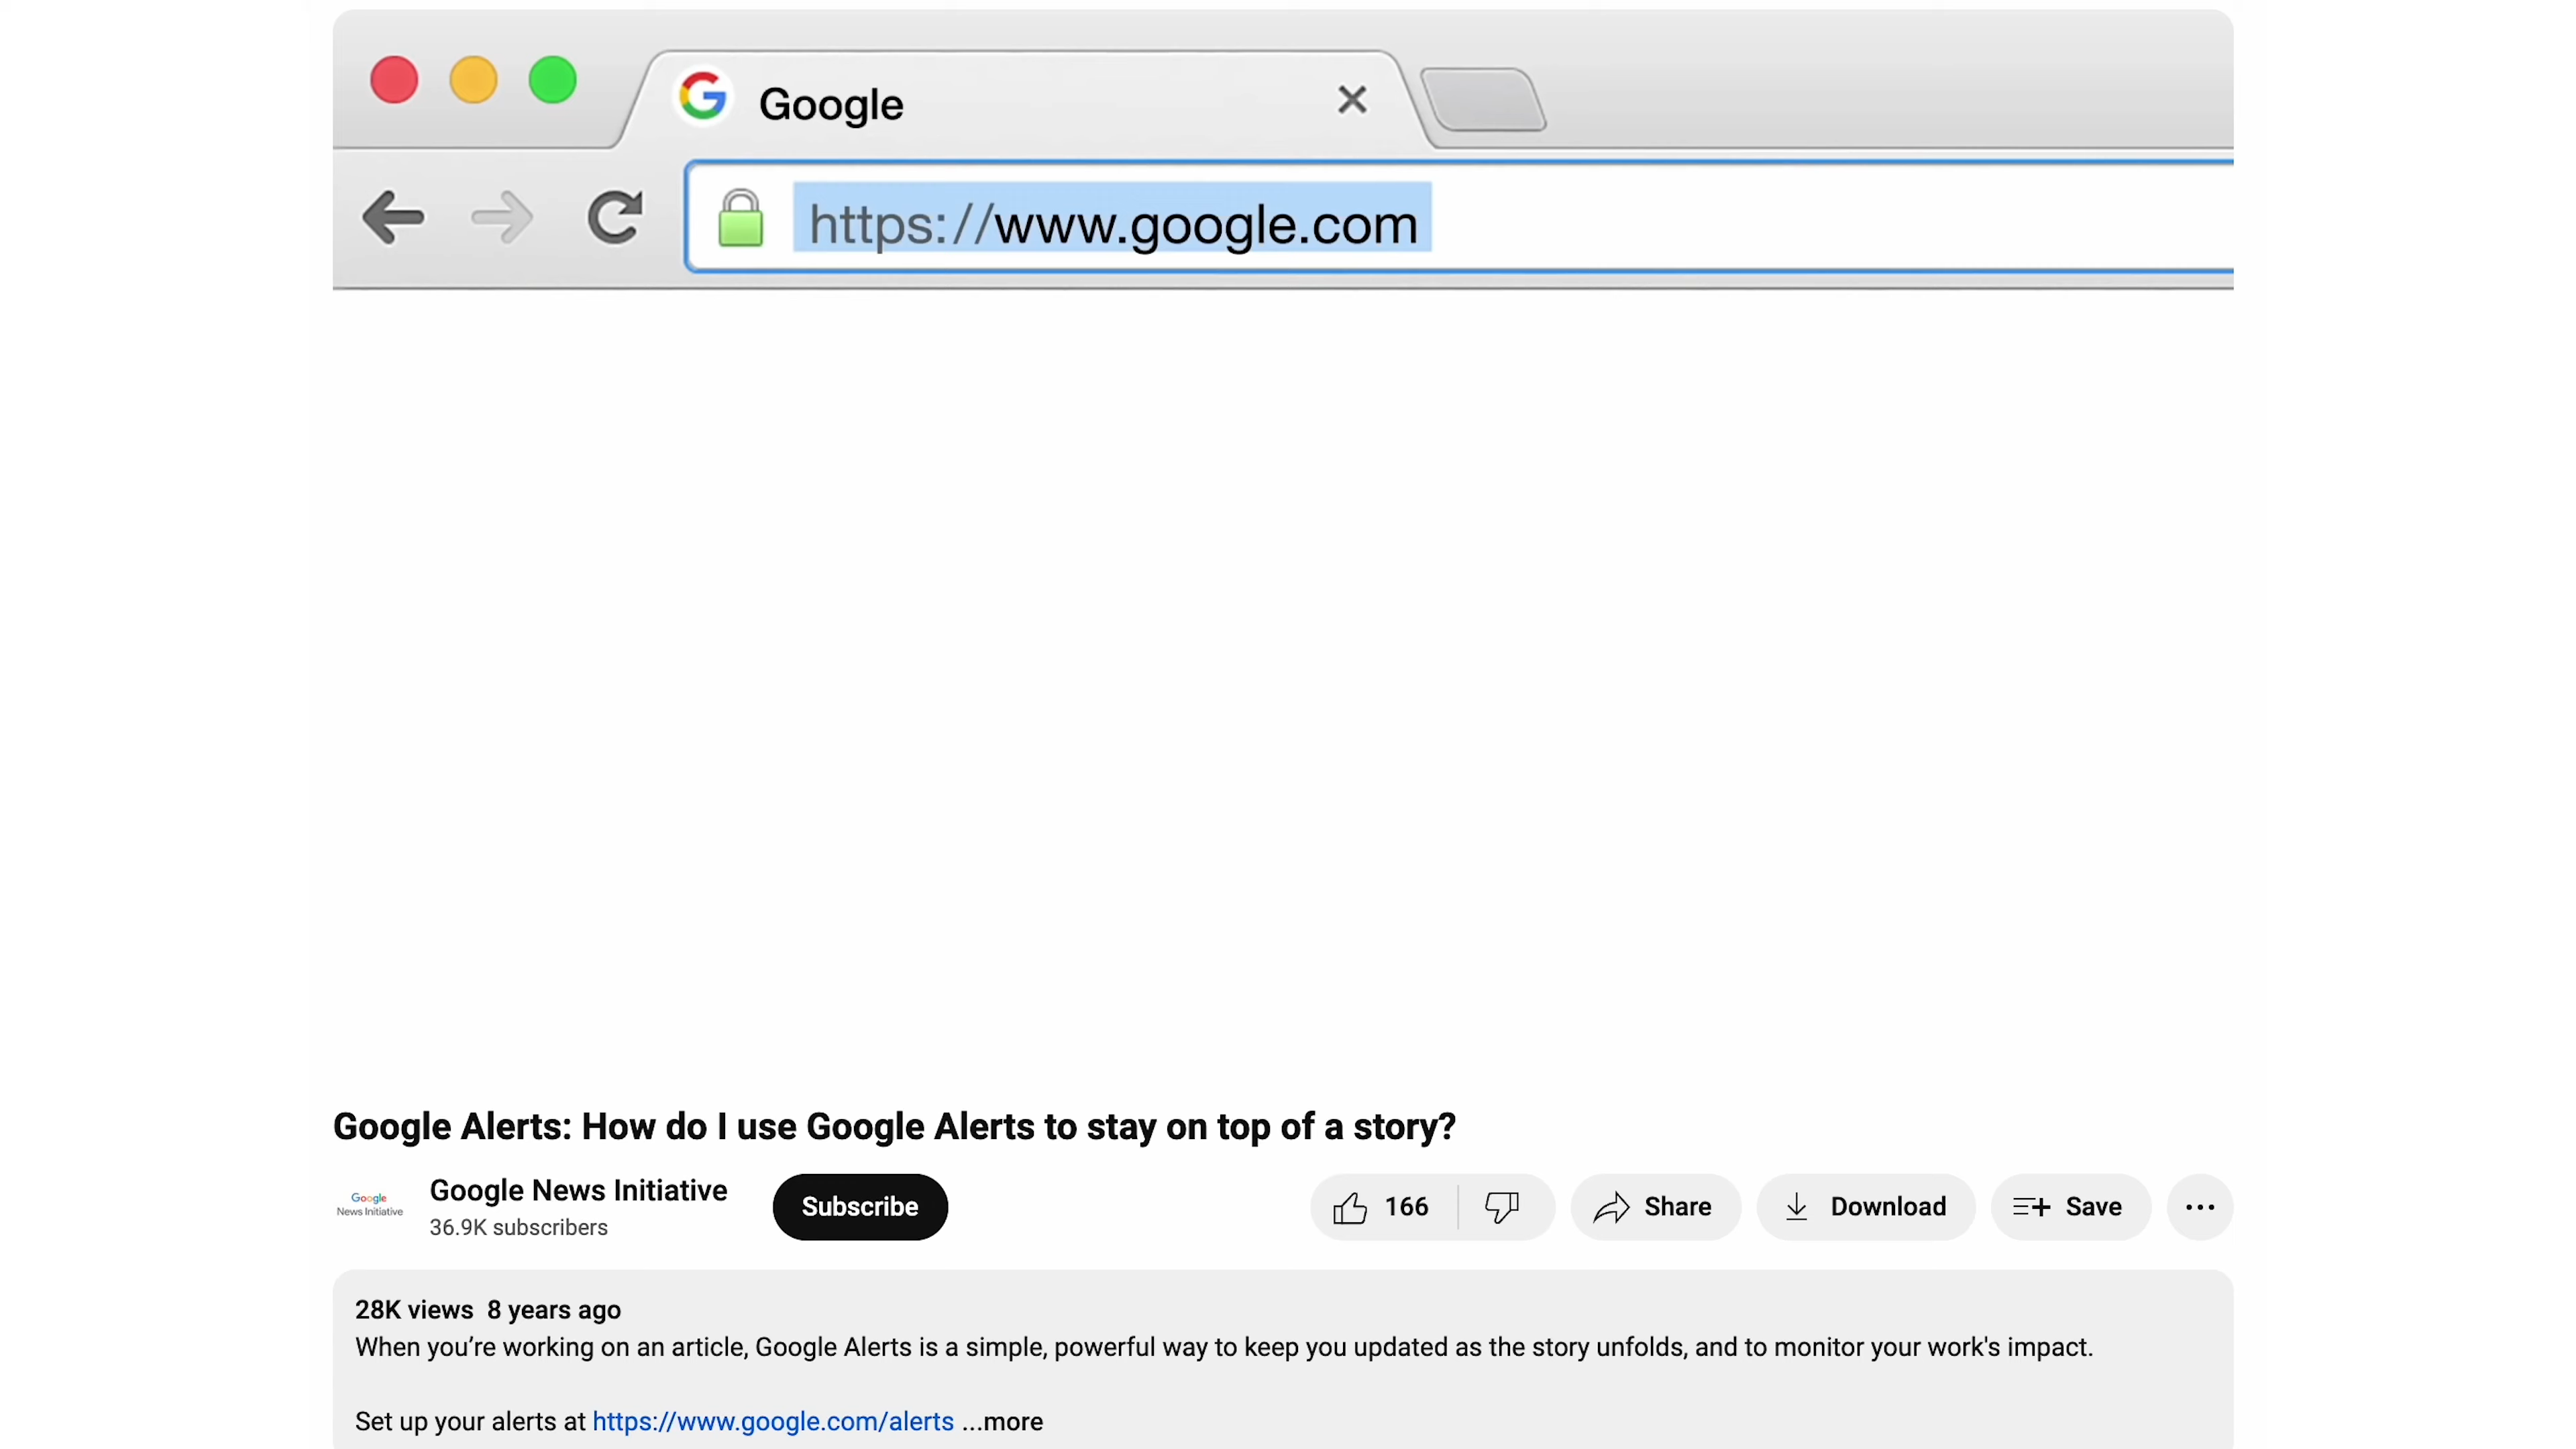 Google
https://www.google.com
Google Alerts: How do I use Google Alerts to stay on top of a story?
Google
News Initiative
Google News Initiative
36.9K subscribers
Subscribe
166
Share
Download
Save
28K views 8 years ago
When you’re working on an article, Google Alerts is a simple, powerful way to keep you updated as the story unfolds, and to monitor your work's impact.
Set up your alerts at https://www.google.com/alerts ...more